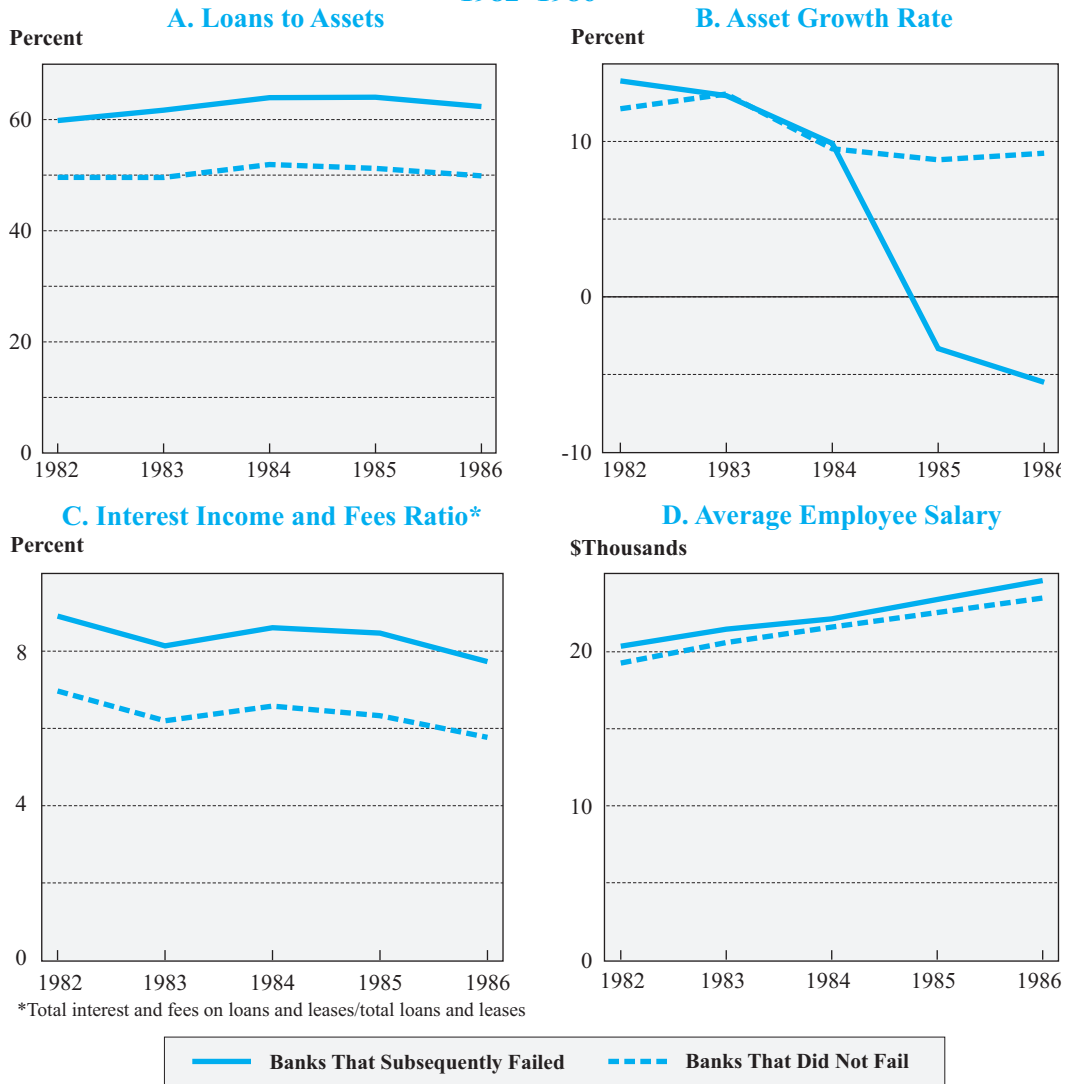 A. Loans to Assets
Percent
60
40
20
0
1982 1983 1984 1985 1986
B. Asset Growth Rate
Percent
10
0
-10
1982 1983 1984 1985 1986
C. Interest Income and Fees Ratio*
Percent
8
4
0
1982 1983 1984 1985 1986
*Total interest and fees on loans and leases/total loans and leases
D. Average Employee Salary
$Thousands
20
10
0
1982 1983 1984 1985 1986
Banks That Subsequently Failed Banks That Did Not Fail